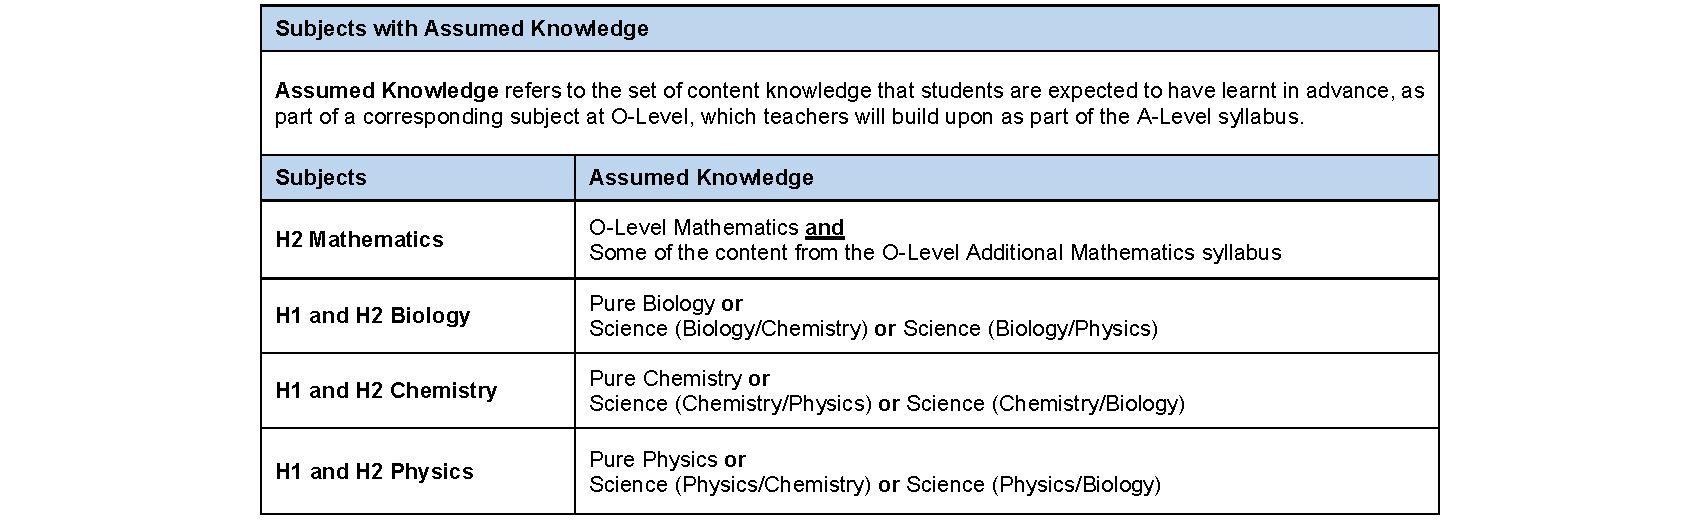 Subjects with Assumed Knowledge
Assumed Knowledge refers to the set of content knowledge that students are expected to have learnt in advance, as
part of a corresponding subject at O-Level, which teachers will build upon as part of the A-Level syllabus.
Subjects
Assumed Knowledge
H2 Mathematics
O-Level Mathematics and
Some of the content from the O-Level Additional Mathematics syllabus
H1 and H2 Biology
Pure Biology or
Science (Biology/Chemistry) or Science (Biology/Physics)
H1 and H2 Chemistry
Pure Chemistry or
Science (Chemistry/Physics) or Science (Chemistry/Biology)
H1 and H2 Physics
Pure Physics or
Science (Physics/Chemistry) or Science (Physics/Biology)